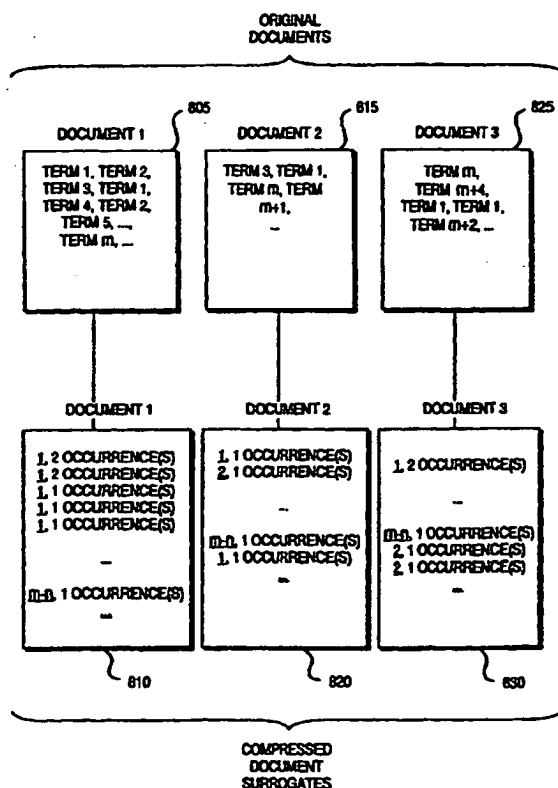 ORIGINAL
DOCUMENTS
805
815
825
DOCUMENT 1
DOCUMENT 2
DOCUMENT 3
TERM 1, TERM 2,
TERM 3, TERM 1,
TERM 4, TERM 2,
TERM 5, ...,
TERM m, ...
TERM 3, TERM 1,
TERM m, TERM
m+1,
...
TERM m,
TERM m+4,
TERM 1, TERM 1,
TERM m+2, ...
DOCUMENT 1
DOCUMENT 2
DOCUMENT 3
1, 2 OCCURRENCE(S)
1, 2 OCCURRENCE(S)
1, 1 OCCURRENCE(S)
1, 1 OCCURRENCE(S)
1, 1 OCCURRENCE(S)
...
m-n, 1 OCCURRENCE(S)
...
1, 1 OCCURRENCE(S)
2, 1 OCCURRENCE(S)
...
m-n, 1 OCCURRENCE(S)
1, 1 OCCURRENCE(S)
...
1, 2 OCCURRENCE(S)
...
m-n, 1 OCCURRENCE(S)
2, 1 OCCURRENCE(S)
2, 1 OCCURRENCE(S)
...
810
820
830
COMPRESSED
DOCUMENT
SURROGATES